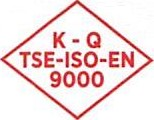 K - Q
TSE-ISO-EN
9000